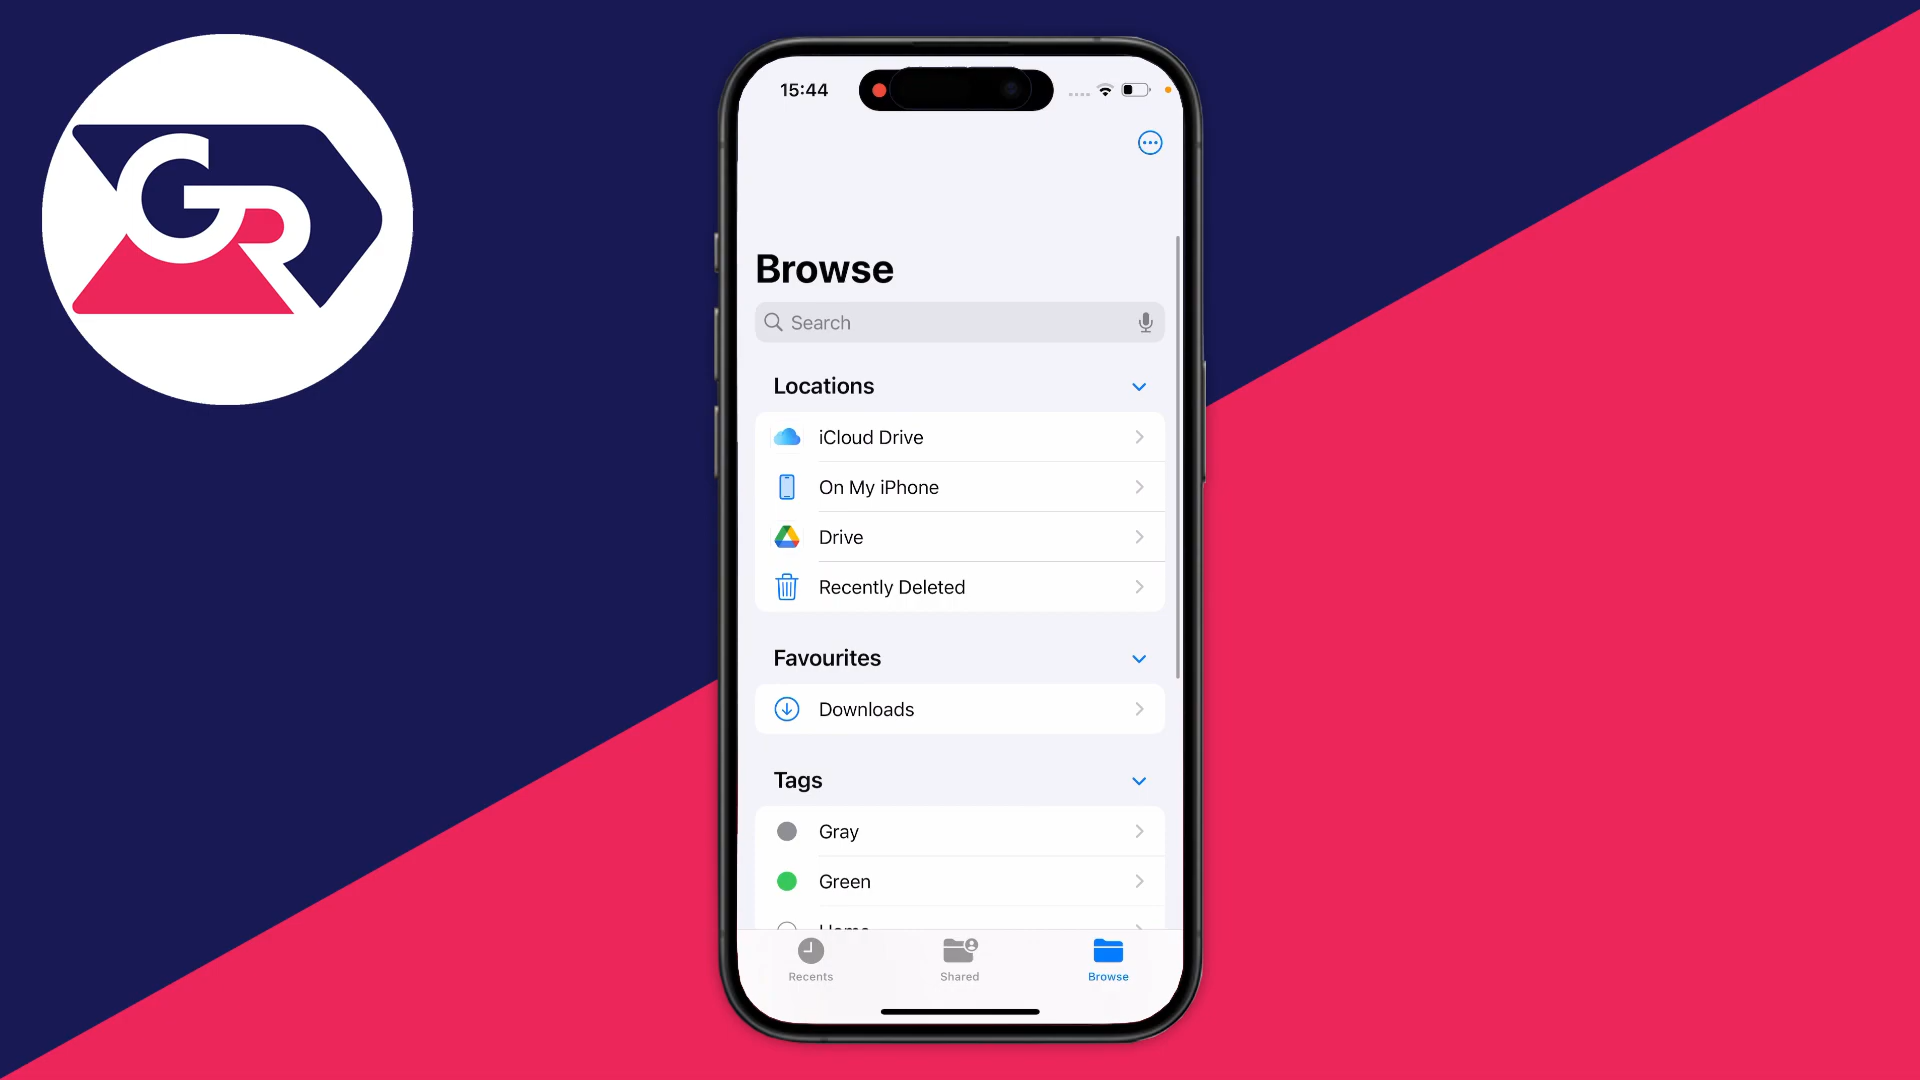 GR
15:44
Browse
Search
Locations
iCloud Drive
On My iPhone
Drive
Recently Deleted
Favourites
Downloads
Tags
Gray
Green
Recents
Shared
Browse